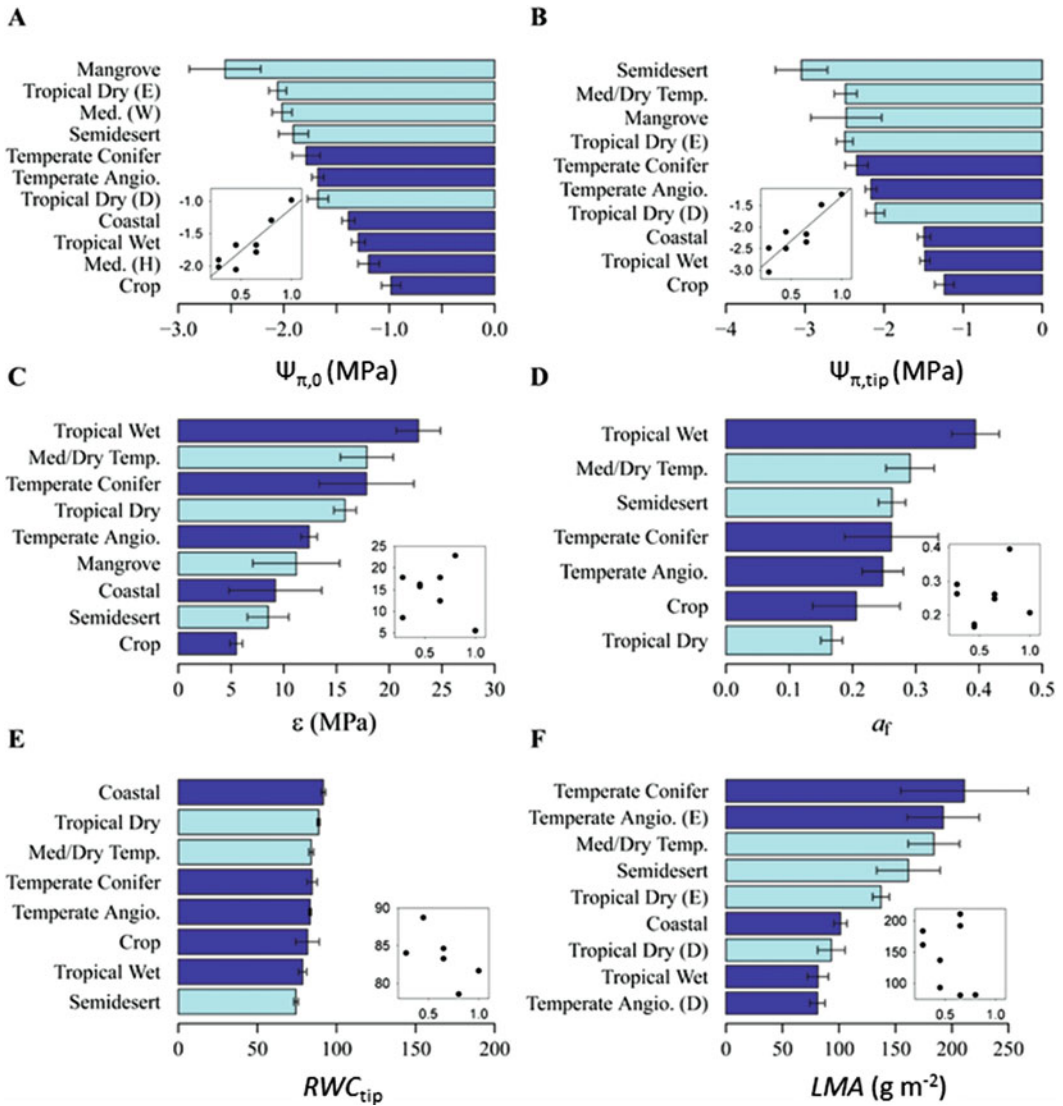 A
Mangrove
Tropical Dry (E)
Med. (W)
Semidesert
Temperate Conifer
Temperate Angio.
Tropical Dry (D)
Coastal
Tropical Wet
Med. (H)
Crop
-1.0
-2.0
0.5 1.0
−3.0 −2.0 −1.0 0.0
Ψπ,0 (MPa)
B
Semidesert
Med/Dry Temp.
Mangrove
Tropical Dry (E)
Temperate Conifer
Temperate Angio.
Tropical Dry (D)
Coastal
Tropical Wet
Crop
-1.5
-2.0
-2.5
-3.0
0.5 1.0
−4 −3 −2 −1 0
Ψπ,tip (MPa)
C
Tropical Wet
Med/Dry Temp.
Temperate Conifer
Tropical Dry
Temperate Angio.
Mangrove
Coastal
Semidesert
Crop
25
20
15
10
5
0.5 1.0
0 5 10 15 20 25 30
ε (MPa)
D
Tropical Wet
Med/Dry Temp.
Semidesert
Temperate Conifer
Temperate Angio.
Crop
Tropical Dry
0.4
0.3
0.2
0.5 1.0
0.0 0.1 0.2 0.3 0.4 0.5
af
E
Coastal
Tropical Dry
Med/Dry Temp.
Temperate Conifer
Temperate Angio.
Crop
Tropical Wet
Semidesert
90
85
80
0.5 1.0
0 50 100 150 200
RWCtip
F
Temperate Conifer
Temperate Angio. (E)
Med/Dry Temp.
Semidesert
Tropical Dry (E)
Coastal
Tropical Dry (D)
Tropical Wet
Temperate Angio. (D)
200
150
100
0.5 1.0
0 50 100 150 200 250
LMA (g m⁻²)